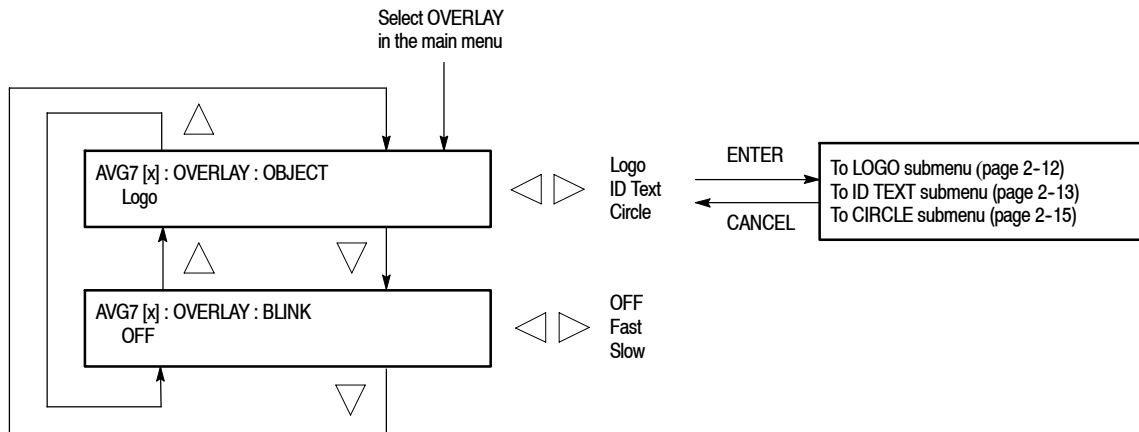 Select OVERLAY
in the main menu
AVG7 [x] : OVERLAY : OBJECT
Logo
Logo
ID Text
Circle
ENTER
CANCEL
To LOGO submenu (page 2-12)
To ID TEXT submenu (page 2-13)
To CIRCLE submenu (page 2-15)
AVG7 [x] : OVERLAY : BLINK
OFF
OFF
Fast
Slow